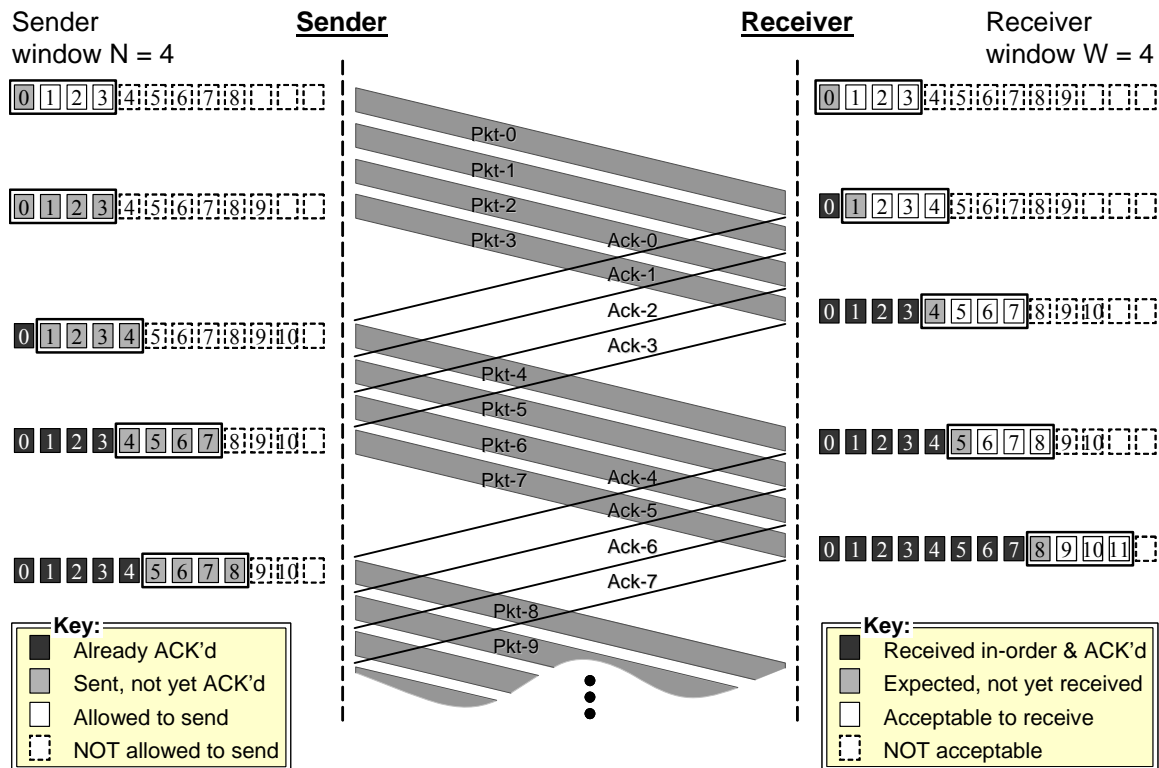 Sender
window N = 4
Sender
Receiver
Receiver
window W = 4
0 1 2 3 4 5 6 7 8
0 1 2 3 4 5 6 7 8 9
Pkt-0
Pkt-1
Pkt-2
Pkt-3
0 1 2 3 4 5 6 7 8 9
0 1 2 3 4 5 6 7 8 9
Ack-0
Ack-1
Ack-2
Ack-3
0 1 2 3 4 5 6 7 8 9 10
0 1 2 3 4 5 6 7 8 9 10
Pkt-4
Pkt-5
Pkt-6
Pkt-7
0 1 2 3 4 5 6 7 8 9 10
0 1 2 3 4 5 6 7 8 9 10
Ack-4
Ack-5
Ack-6
Ack-7
0 1 2 3 4 5 6 7 8 9 10
0 1 2 3 4 5 6 7 8 9 10 11
Pkt-8
Pkt-9
Key:
Already ACK'd
Sent, not yet ACK'd
Allowed to send
NOT allowed to send
Key:
Received in-order & ACK'd
Expected, not yet received
Acceptable to receive
NOT acceptable